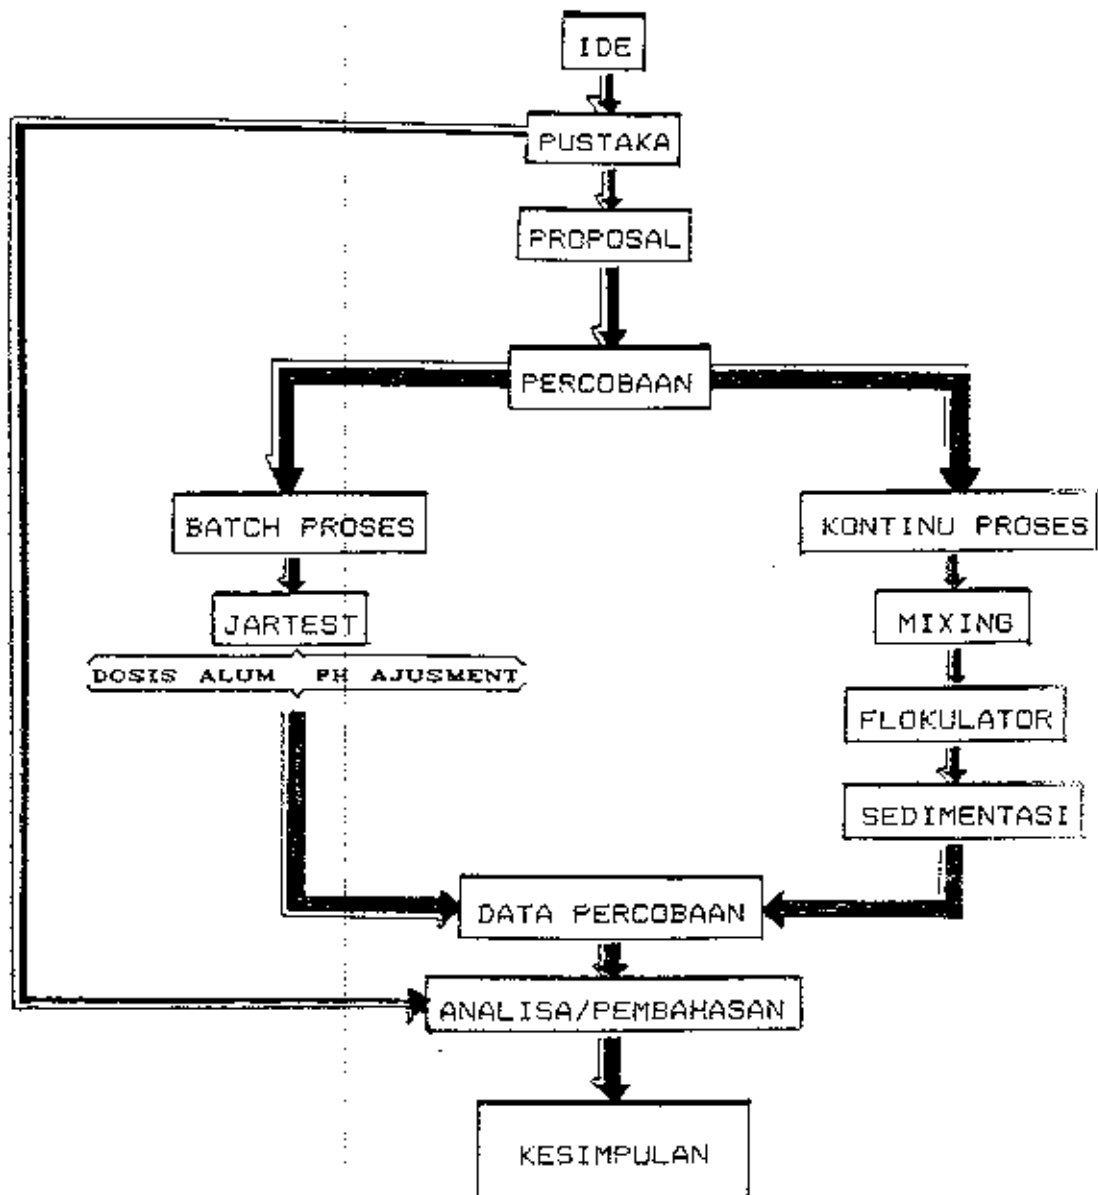 IDE
PUSTAKA
PROPOSAL
PERCOBAAN
BATCH PROSES
KONTINU PROSES
JARTEST
MIXING
DOSIS ALUM PH AJUSMENT
FLOKULATOR
SEDIMENTASI
DATA PERCOBAAN
ANALISA/PEMBAHASAN
KESIMPULAN